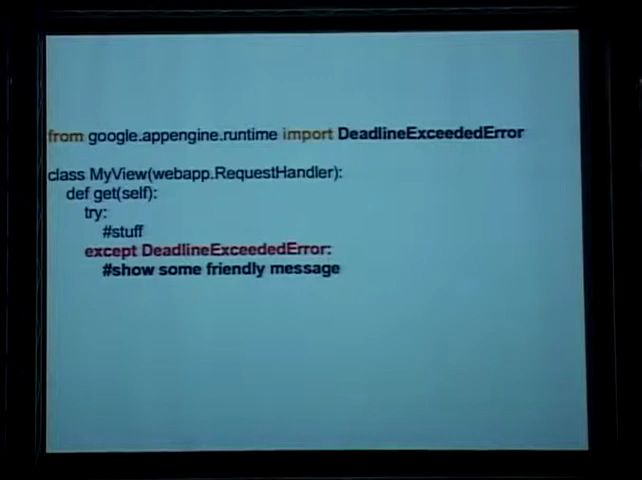 from google.appengine.runtime import DeadlineExceededError
class MyView(webapp.RequestHandler):
def get(self):
try:
#stuff
except DeadlineExceededError:
#show some friendly message